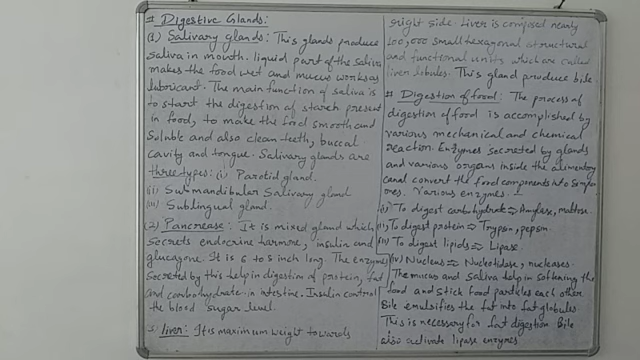 # Digestive Glands:
(1) Salivary glands: This glands produce
saliva in mouth. liquid part of the saliva
makes the food wet and mucus works as
lubricant. The main function of saliva is
to start the digestion of starch present
in food, to make the food smooth and
soluble and also clean teeth, buccal
cavity and tongue. Salivary glands are
three types: (i) Parotid gland.
(ii) Submandibular Salivary gland
(iii) Sublingual gland.
(2) Pancrease: It is mixed gland which
secrets endocrine harmone, insulin and
glucagone. It is 6 to 8 inch long. The enzymes
secreted by this help in digestion of protein, fat
and carbohydrate in intestine. Insulin control
the blood sugar level.
3) liver: It is maximum weight towards
right side. Liver is composed nearly
100,000 small hexagonal structural
and functional units which are called
liver lobules. This gland produce bile
# Digestion of food: The process of
digestion of food is accomplished by
various mechanical and chemical
reaction. Enzymes secreted by glands
and various organs inside the alimentary
canal convert the food components into simple
ones. Various enzymes _
(i) To digest carbohydrate ⇒ Amylase, maltose.
(ii) To digest protein ⇒ Trypsin, pepsin
(iii) To digest lipids ⇒ Lipase.
(iv) Nucleus ⇒ Nucleotidase, nucleases.
The mucus and Saliva help in softening the
food and stick food particles each other.
Bile emulsifies the fat into fat globules
This is necessary for fat digestion Bile
also activate lipase enzymes